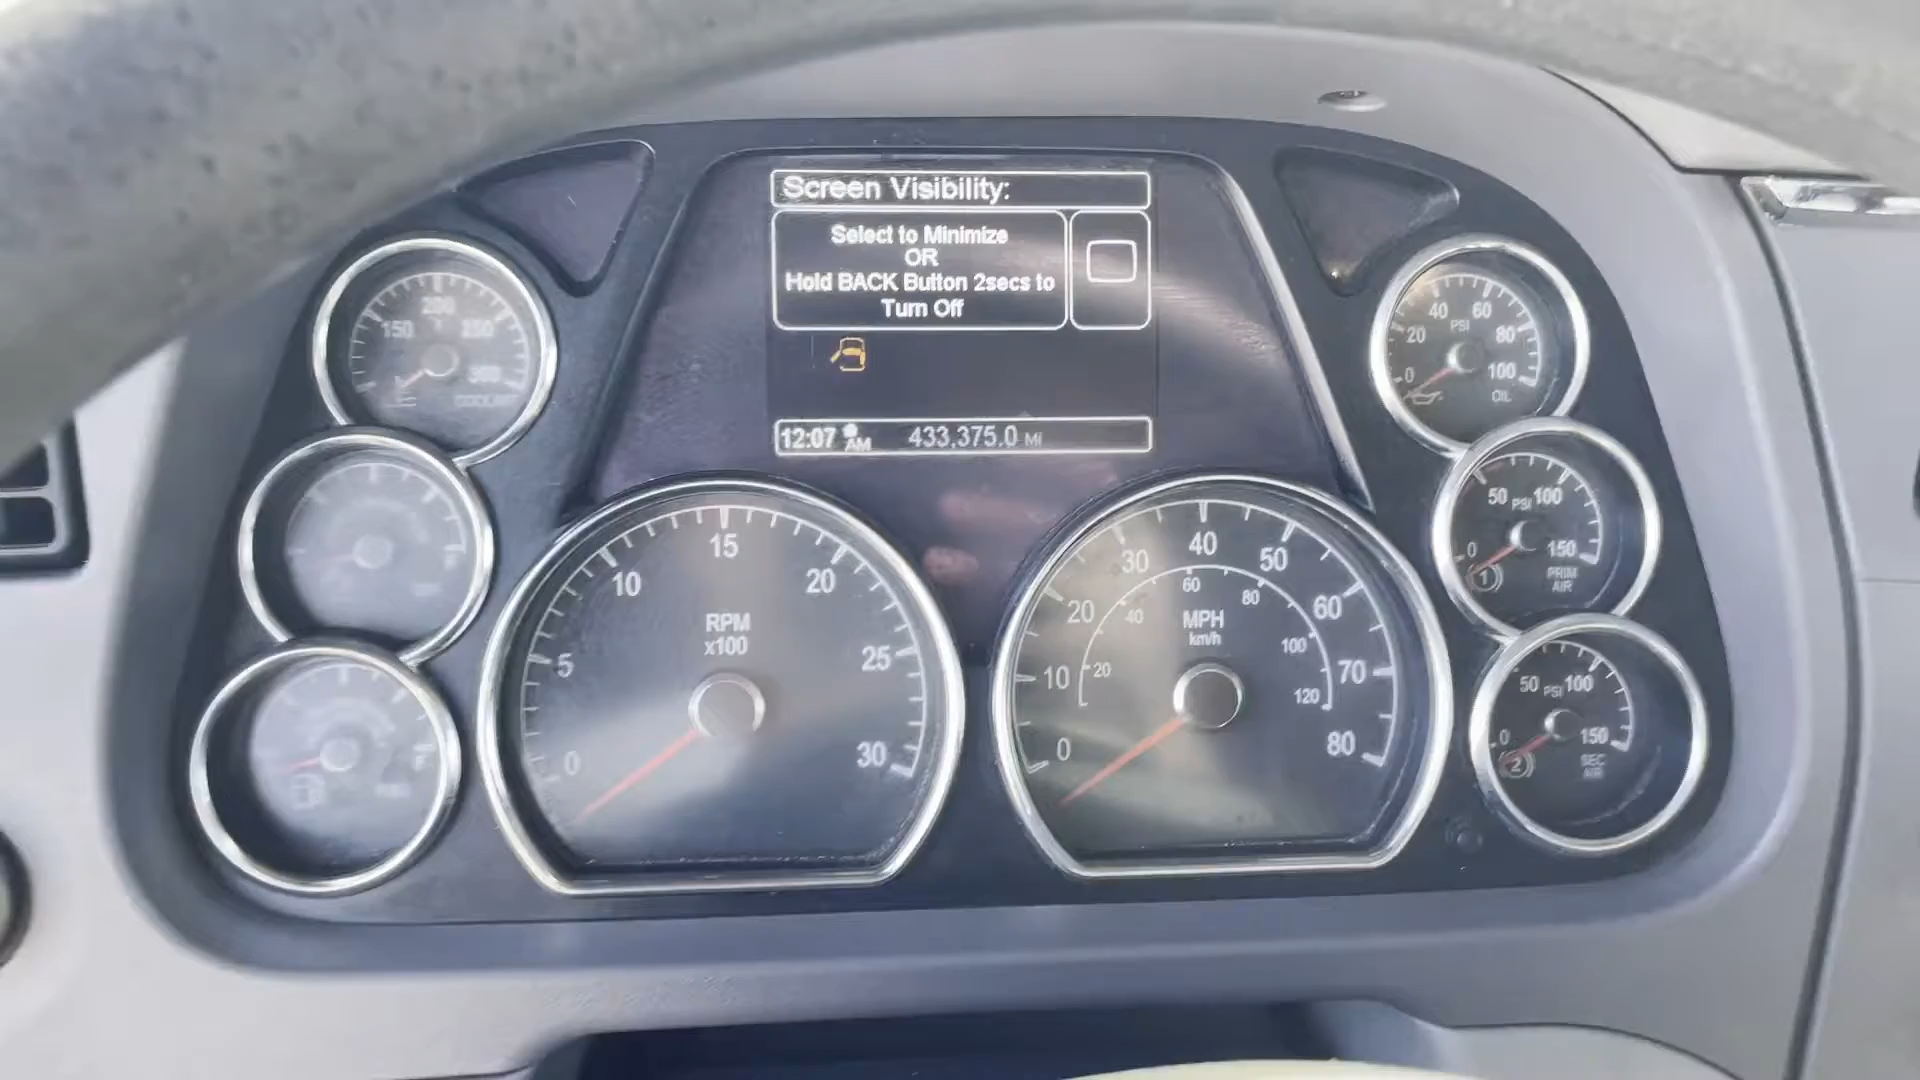 Screen Visibility:
Select to Minimize
OR
Hold BACK Button 2secs to
Turn Off
12:07 AM 433,375.0 MI
150 200 250 300
COOLANT
0 20 40 60 80 100
PSI
OIL
0 50 100 150
PSI
1
PRIM
AIR
0 5 10 15 20 25 30
RPM
x100
0 10 20 30 40 50 60 70 80
MPH
km/h
20 40 60 80 100 120
0 50 100 150
PSI
2
SEC
AIR